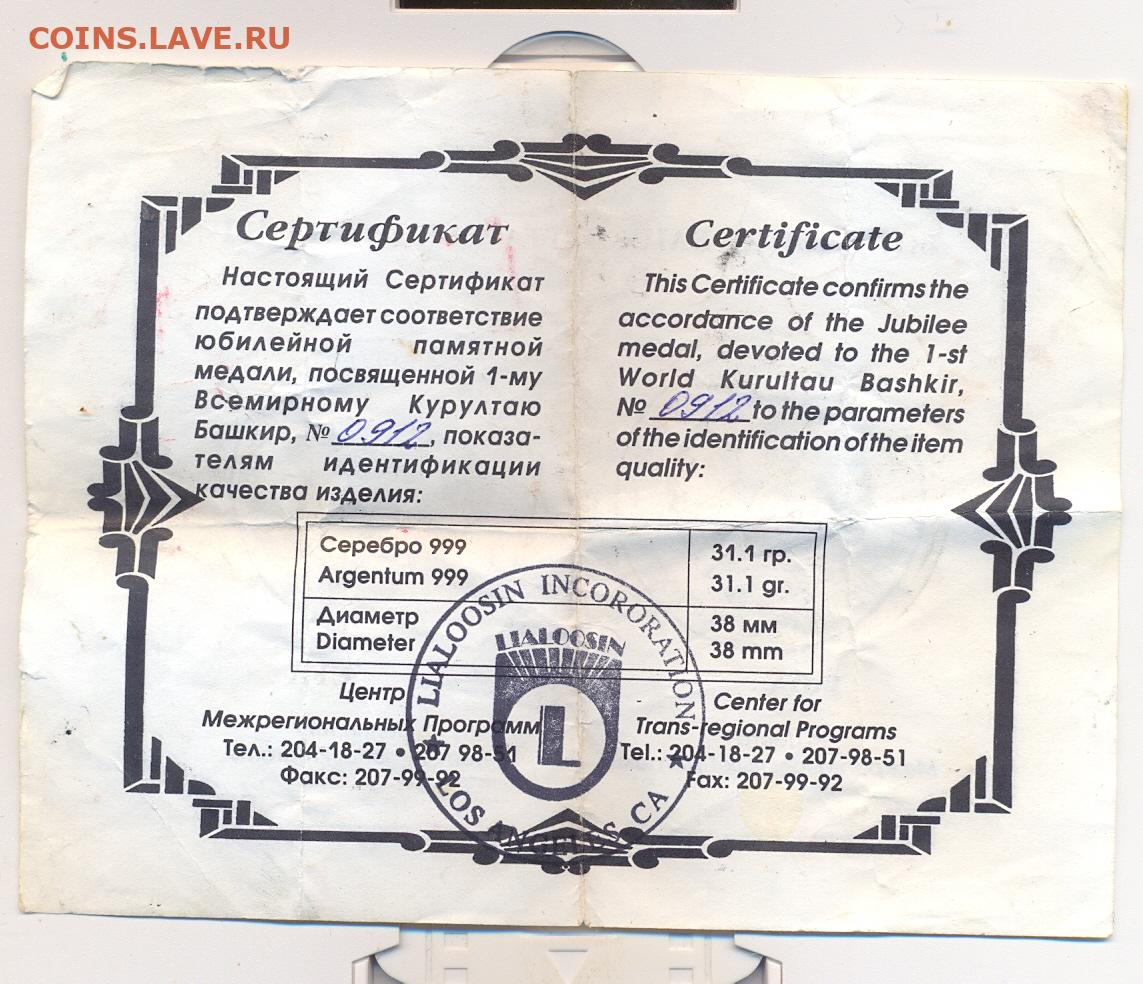 COINS.LAVE.RU
Сертификат
Настоящий Сертификат
подтверждает соответствие
юбилейной памятной
медали, посвященной 1-му
Всемирному Курултаю
Башкир, № 0912, показа-
телям идентификации
качества изделия:
Certificate
This Certificate confirms the
accordance of the Jubilee
medal, devoted to the 1-st
World Kurultau Bashkir,
№ 0912 to the parameters
of the identification of the item
quality:
Серебро 999 31.1 гр.
Argentum 999 31.1 gr.
Диаметр 38 мм
Diameter 38 mm
Центр
Межрегиональных Программ
Тел.: 204-18-27 • 207 98-51
Факс: 207-99-92
Center for
Trans-regional Programs
Tel.: 204-18-27 • 207-98-51
Fax: 207-99-92
LIALOOSIN INCORORATION
LIALOOSIN
L
★ LOS ANGELES CA ★